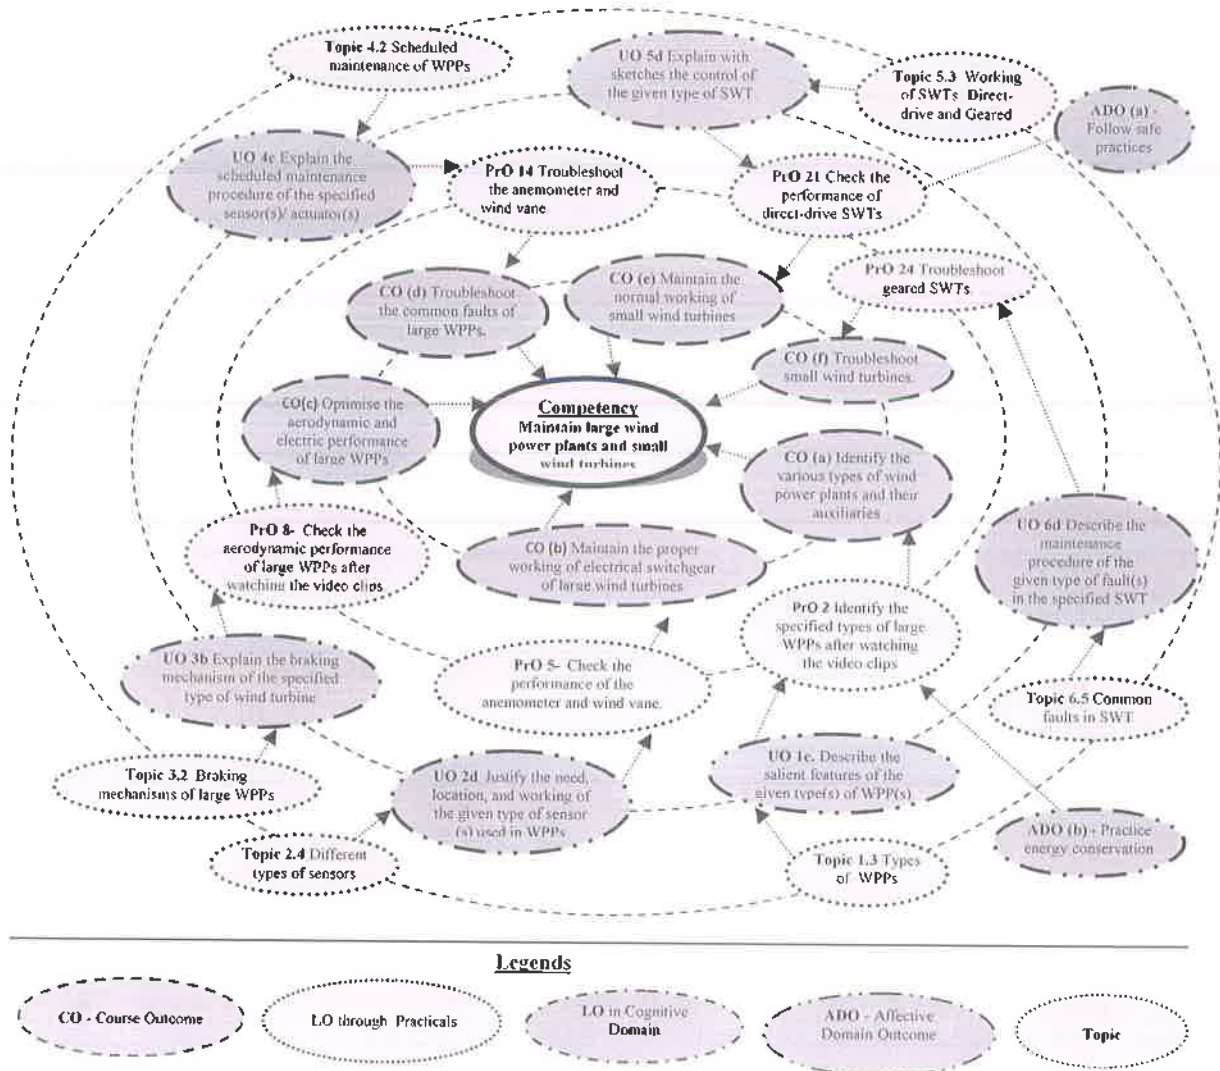 Topic 4.2 Scheduled
maintenance of WPPs
UO 5d Explain with
sketches the control of
the given type of SWT.
Topic 5.3 Working
of SWTs Direct-
drive and Geared
ADO (a) -
Follow safe
practices
UO 4c Explain the
scheduled maintenance
procedure of the specified
sensor(s)/ actuator(s)
PrO 14 Troubleshoot
the anemometer and
wind vane
PrO 21 Check the
performance of
direct-drive SWTs
PrO 24 Troubleshoot
geared SWTs
CO (d) Troubleshoot
the common faults of
large WPPs.
CO (e) Maintain the
normal working of
small wind turbines
CO (f) Troubleshoot
small wind turbines
CO(c) Optimise the
aerodynamic and
electric performance
of large WPPs
Competency
Maintain large wind
power plants and small
wind turbines
CO (a) Identify the
various types of wind
power plants and their
auxiliaries
PrO 8- Check the
aerodynamic performance
of large WPPs after
watching the video clips
CO (b) Maintain the proper
working of electrical switchgear
of large wind turbines
UO 6d Describe the
maintenance
procedure of the
given type of fault(s)
in the specified SWT
PrO 2 Identify the
specified types of large
WPPs after watching
the video clips
UO 3b Explain the braking
mechanism of the specified
type of wind turbine
PrO 5- Check the
performance of the
anemometer and wind vane.
Topic 6.5 Common
faults in SWT
Topic 3.2 Braking
mechanisms of large WPPs
UO 2d Justify the need,
location, and working of
the given type of sensor
(s) used in WPPs
UO 1c. Describe the
salient features of the
given type(s) of WPP(s)
ADO (b) - Practice
energy conservation
Topic 2.4 Different
types of sensors
Topic 1.3 Types
of WPPs
Legends
CO - Course Outcome
LO through Practicals
LO in Cognitive
Domain
ADO - Affective
Domain Outcome
Topic